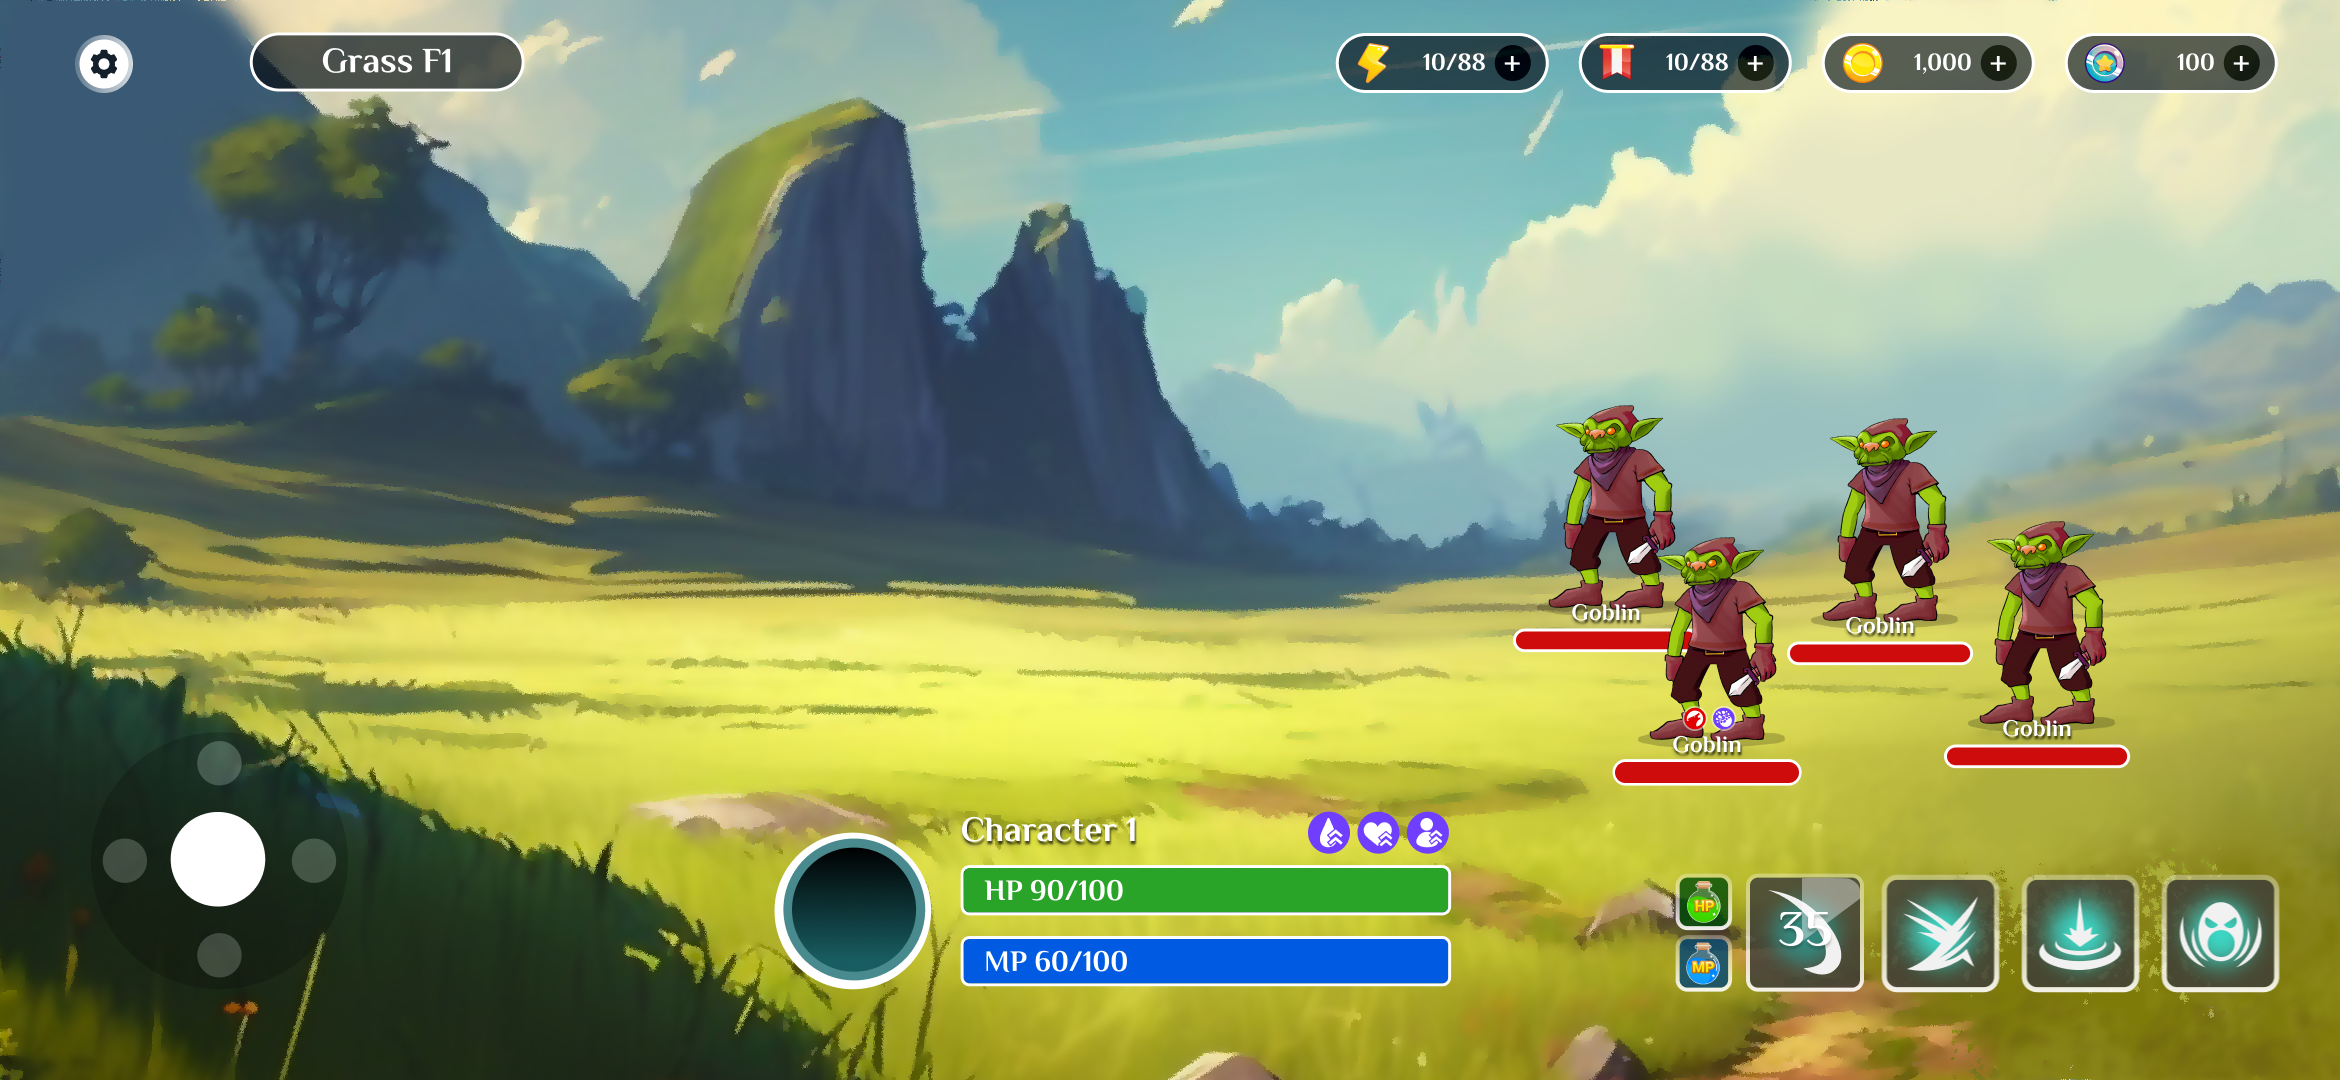 Grass F1
10/88 +
10/88 +
1,000 +
100 +
Goblin
Goblin
Goblin
Goblin
Character 1
HP 90/100
MP 60/100
HP
MP
35